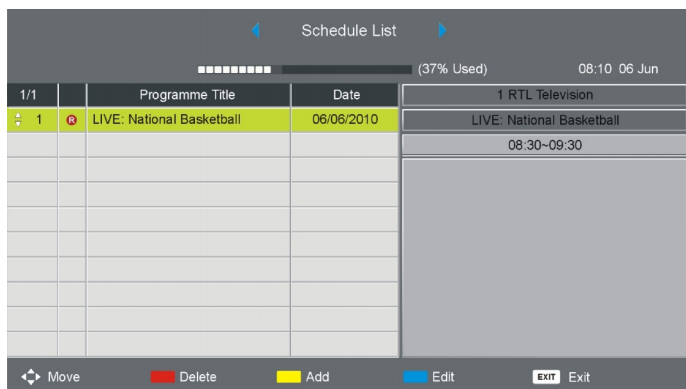 Schedule List
(37% Used) 08:10 06 Jun
1/1 Programme Title Date 1 RTL Television
1 R LIVE: National Basketball 06/06/2010 LIVE: National Basketball
08:30~09:30
Move Delete Add Edit EXIT Exit